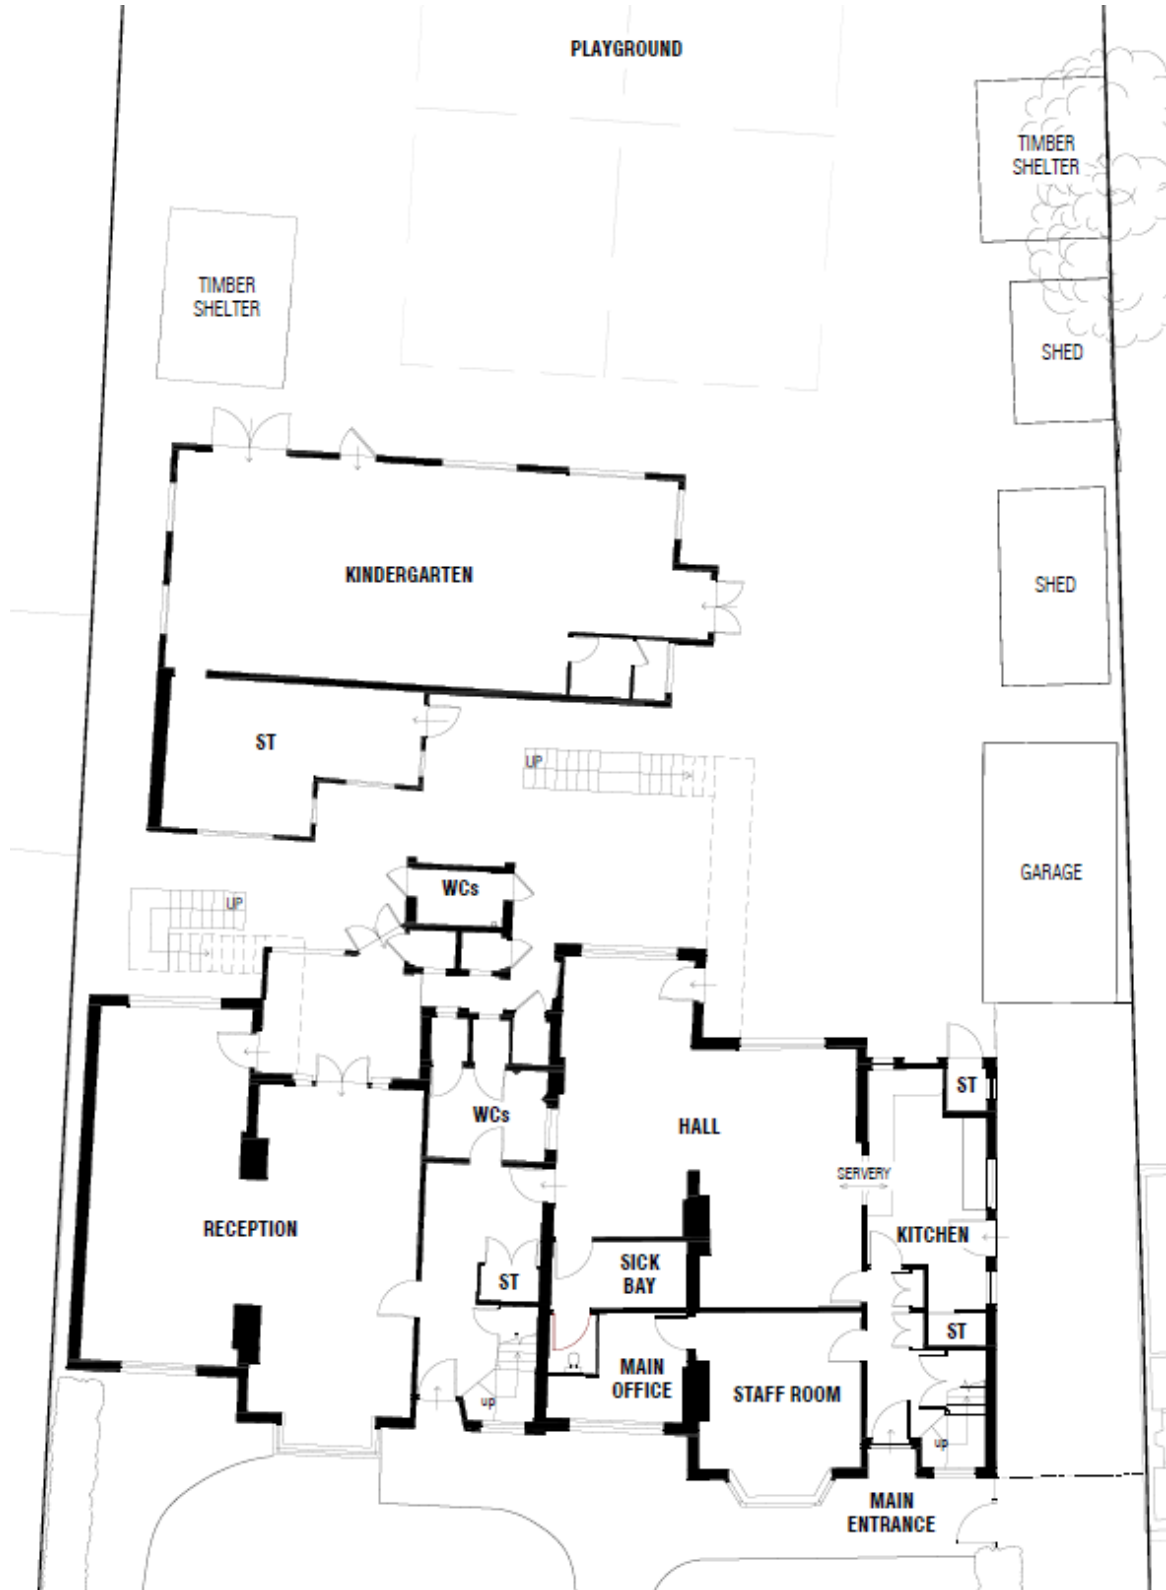 PLAYGROUND
TIMBER
SHELTER
TIMBER
SHELTER
SHED
KINDERGARTEN
SHED
ST
UP
GARAGE
WCs
UP
ST
WCs
HALL
SERVERY
RECEPTION
KITCHEN
SICK
BAY
ST
ST
MAIN
OFFICE
STAFF ROOM
up
up
MAIN
ENTRANCE